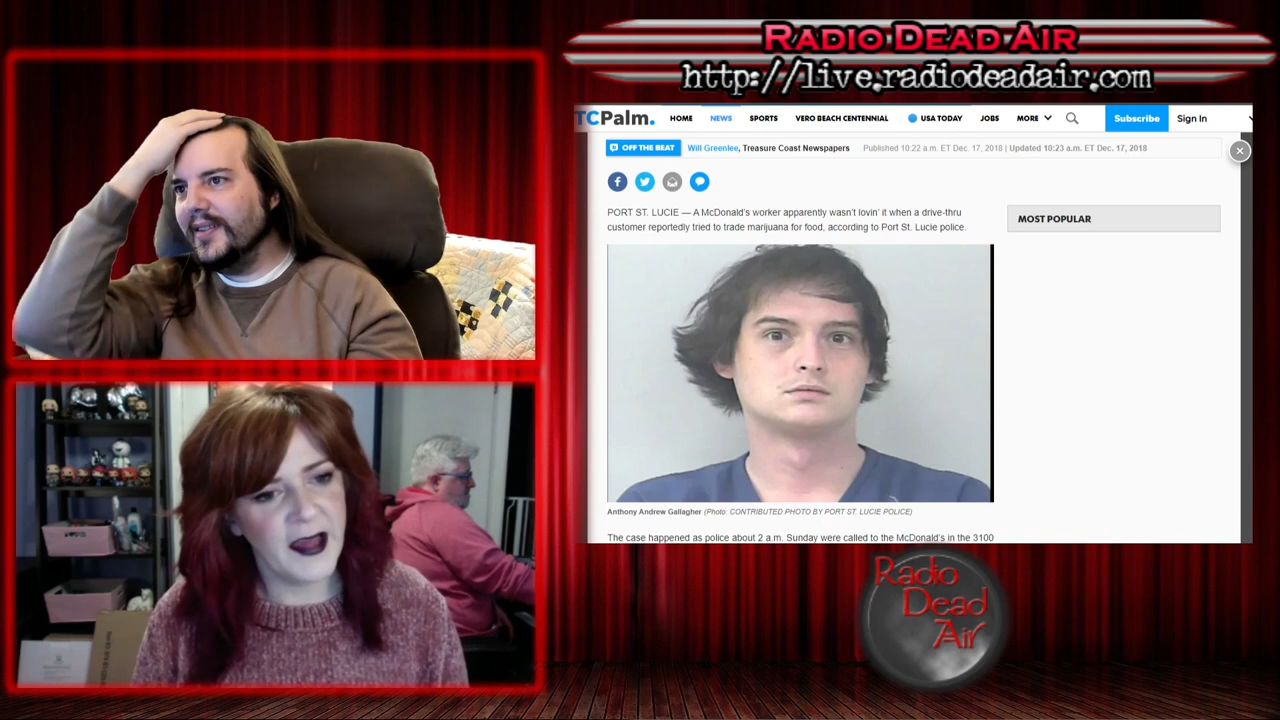 Radio Dead Air
http://live.radiodeadair.com
TCPalm.
HOME NEWS SPORTS VERO BEACH CENTENNIAL USA TODAY JOBS MORE Subscribe Sign In
OFF THE BEAT Will Greenlee, Treasure Coast Newspapers Published 10:22 a.m. ET Dec. 17, 2018 | Updated 10:23 a.m. ET Dec. 17, 2018
PORT ST. LUCIE — A McDonald's worker apparently wasn't lovin' it when a drive-thru
customer reportedly tried to trade marijuana for food, according to Port St. Lucie police.
MOST POPULAR
Anthony Andrew Gallagher (Photo: CONTRIBUTED PHOTO BY PORT ST. LUCIE POLICE)
The case happened as police about 2 a.m. Sunday were called to the McDonald's in the 3100
Radio
Dead
Air